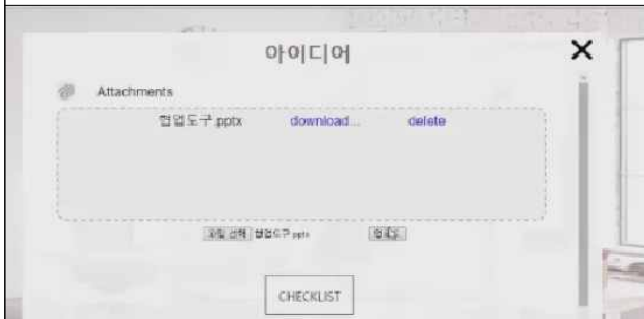 아이디어
Attachments
협업도구.pptx download... delete
파일 선택 협업도구.pptx
CHECKLIST